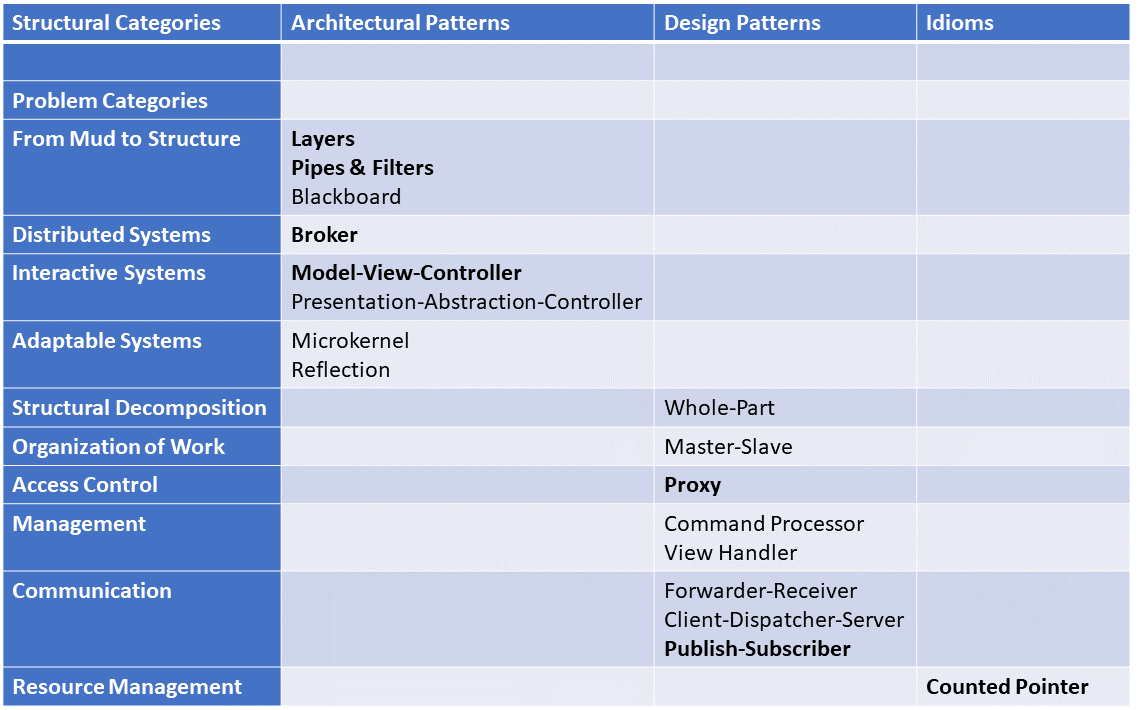 Structural Categories Architectural Patterns Design Patterns Idioms
Problem Categories
From Mud to Structure Layers
Pipes & Filters
Blackboard
Distributed Systems Broker
Interactive Systems Model-View-Controller
Presentation-Abstraction-Controller
Adaptable Systems Microkernel
Reflection
Structural Decomposition Whole-Part
Organization of Work Master-Slave
Access Control Proxy
Management Command Processor
View Handler
Communication Forwarder-Receiver
Client-Dispatcher-Server
Publish-Subscriber
Resource Management Counted Pointer